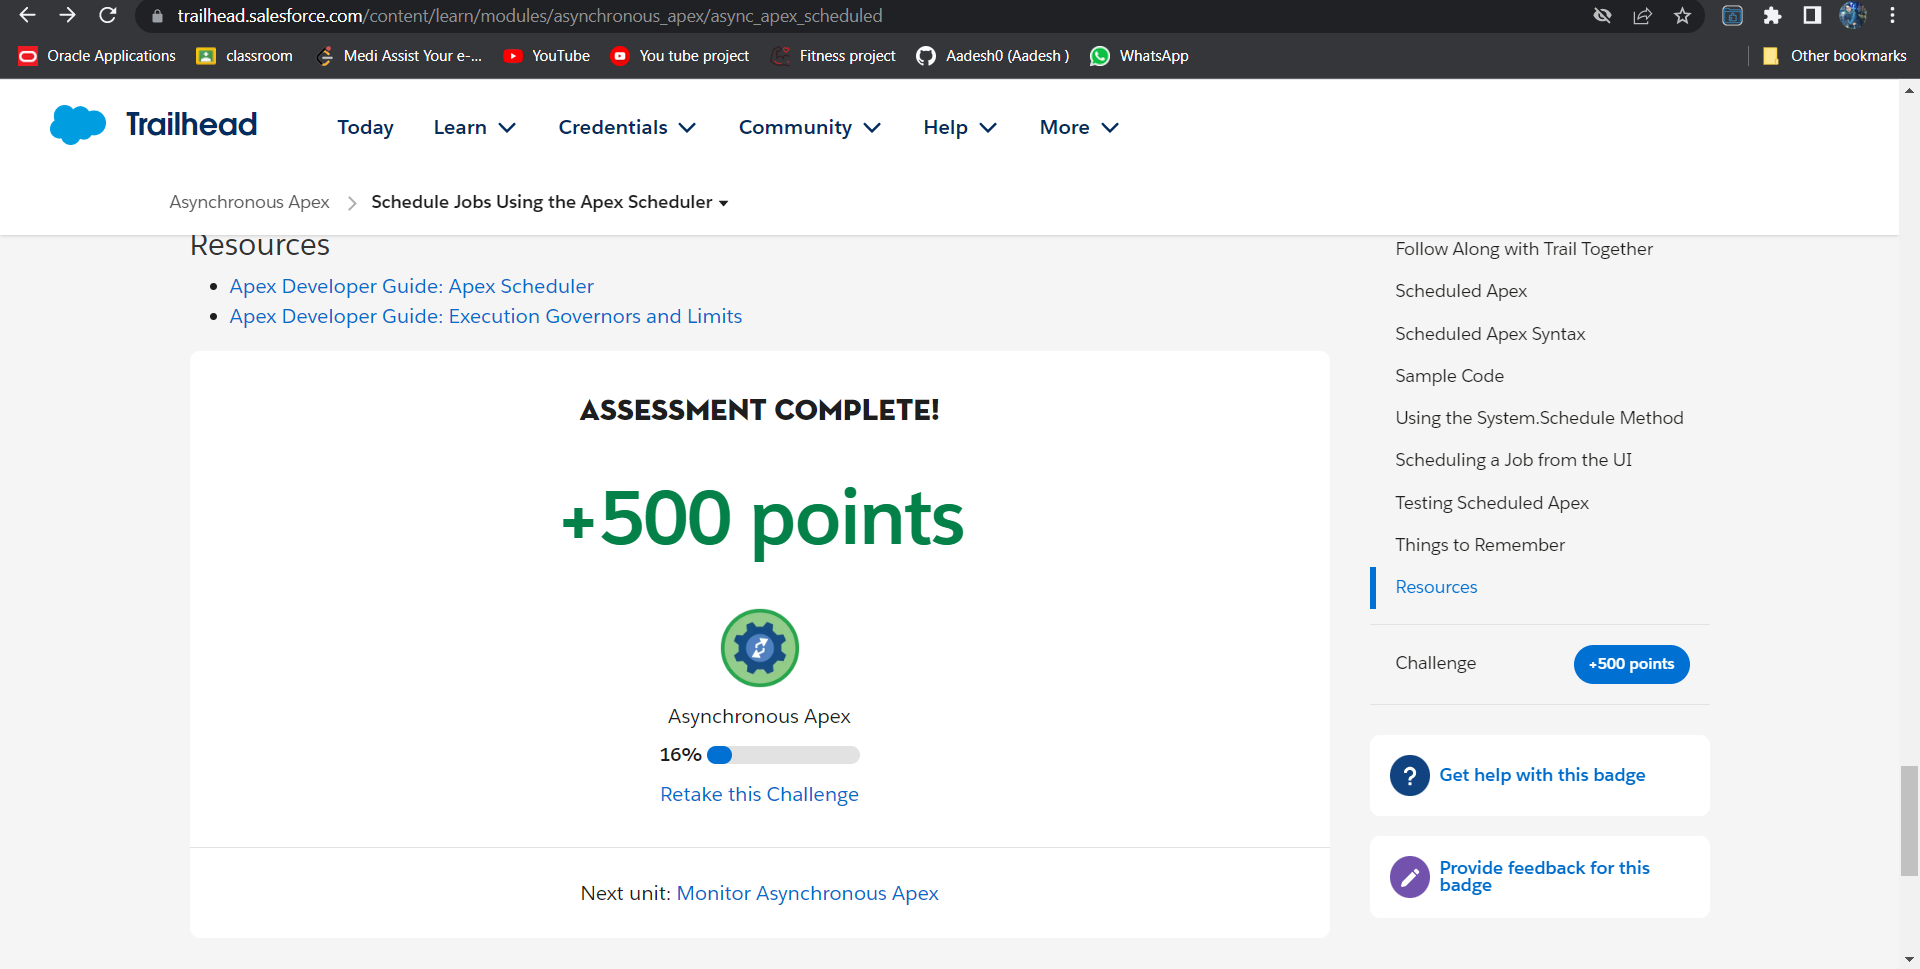 trailhead.salesforce.com/content/learn/modules/asynchronous_apex/async_apex_scheduled
Oracle Applications classroom Medi Assist Your e-... YouTube You tube project Fitness project Aadesh0 (Aadesh ) WhatsApp Other bookmarks
Trailhead Today Learn Credentials Community Help More
Asynchronous Apex Schedule Jobs Using the Apex Scheduler
Resources
Apex Developer Guide: Apex Scheduler
Apex Developer Guide: Execution Governors and Limits
ASSESSMENT COMPLETE!
+500 points
Asynchronous Apex
16%
Retake this Challenge
Next unit: Monitor Asynchronous Apex
Follow Along with Trail Together
Scheduled Apex
Scheduled Apex Syntax
Sample Code
Using the System.Schedule Method
Scheduling a Job from the UI
Testing Scheduled Apex
Things to Remember
Resources
Challenge +500 points
? Get help with this badge
Provide feedback for this
badge